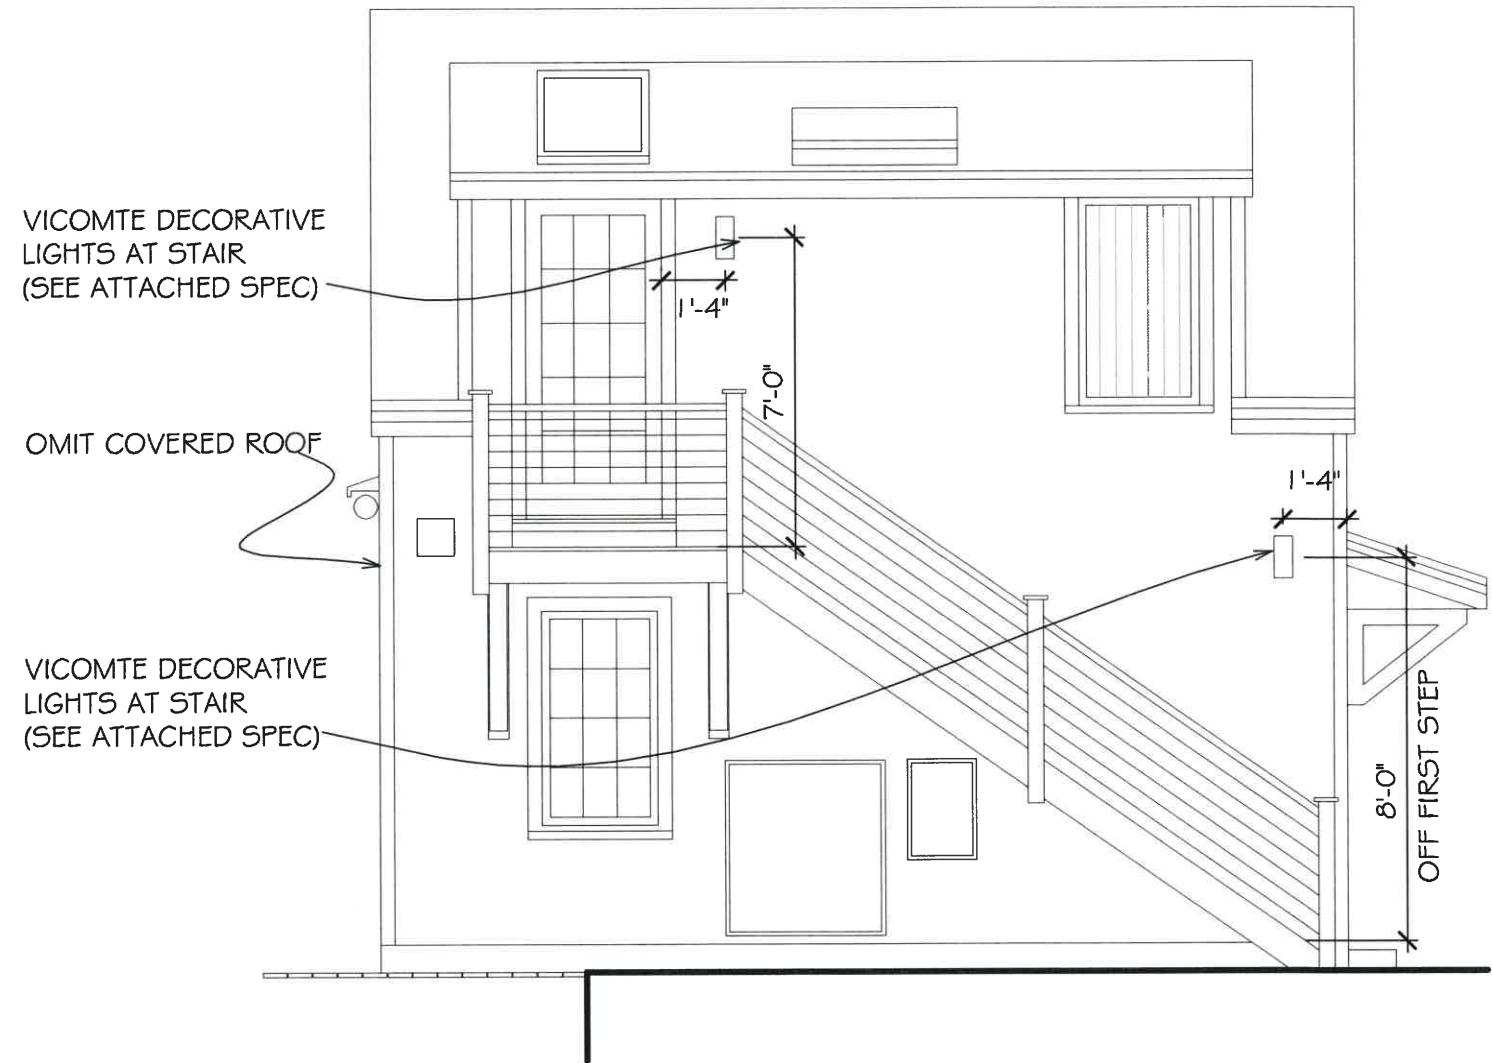 VICOMTE DECORATIVE
LIGHTS AT STAIR
(SEE ATTACHED SPEC)
1'-4"
7'-0"
OMIT COVERED ROOF
1'-4"
VICOMTE DECORATIVE
LIGHTS AT STAIR
(SEE ATTACHED SPEC)
8'-0"
OFF FIRST STEP